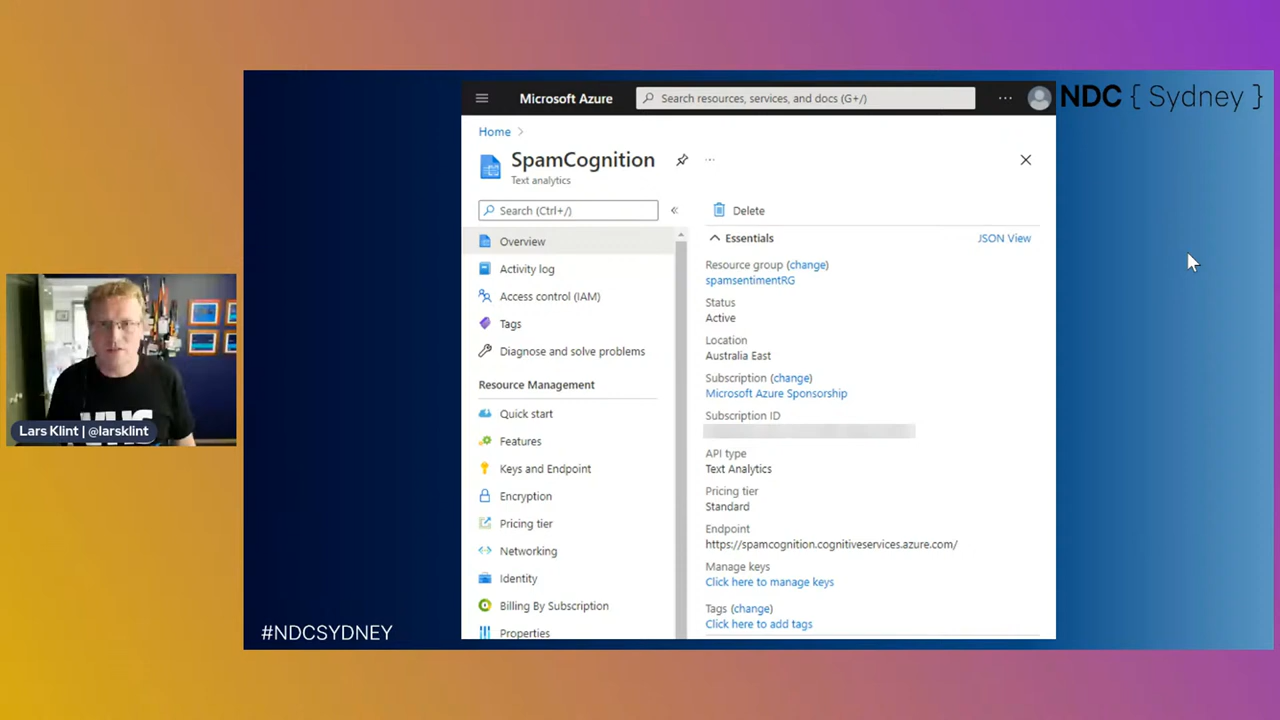 Microsoft Azure
Search resources, services, and docs (G+/)
NDC { Sydney }
Home
SpamCognition
Text analytics
Search (Ctrl+/)
Overview
Activity log
Access control (IAM)
Tags
Diagnose and solve problems
Resource Management
Quick start
Features
Keys and Endpoint
Encryption
Pricing tier
Networking
Identity
Billing By Subscription
Properties
Delete
Essentials
JSON View
Resource group (change)
spamsentimentRG
Status
Active
Location
Australia East
Subscription (change)
Microsoft Azure Sponsorship
Subscription ID
API type
Text Analytics
Pricing tier
Standard
Endpoint
https://spamcognition.cognitiveservices.azure.com/
Manage keys
Click here to manage keys
Tags (change)
Click here to add tags
Lars Klint | @larsklint
#NDCSYDNEY